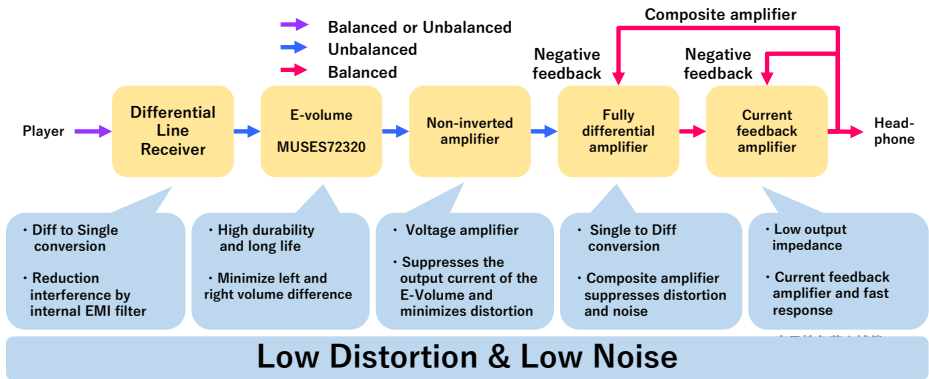 Composite amplifier
Balanced or Unbalanced
Unbalanced
Balanced
Negative
feedback
Negative
feedback
Player
Differential
Line
Receiver
E-volume
MUSES72320
Non-inverted
amplifier
Fully
differential
amplifier
Current
feedback
amplifier
Head-
phone
・Diff to Single
conversion
・Reduction
interference by
internal EMI filter
・High durability
and long life
・Minimize left and
right volume difference
・Voltage amplifier
・Suppresses the
output current of the
E-Volume and
minimizes distortion
・Single to Diff
conversion
・Composite amplifier
suppresses distortion
and noise
・Low output
impedance
・Current feedback
amplifier and fast
response
Low Distortion & Low Noise